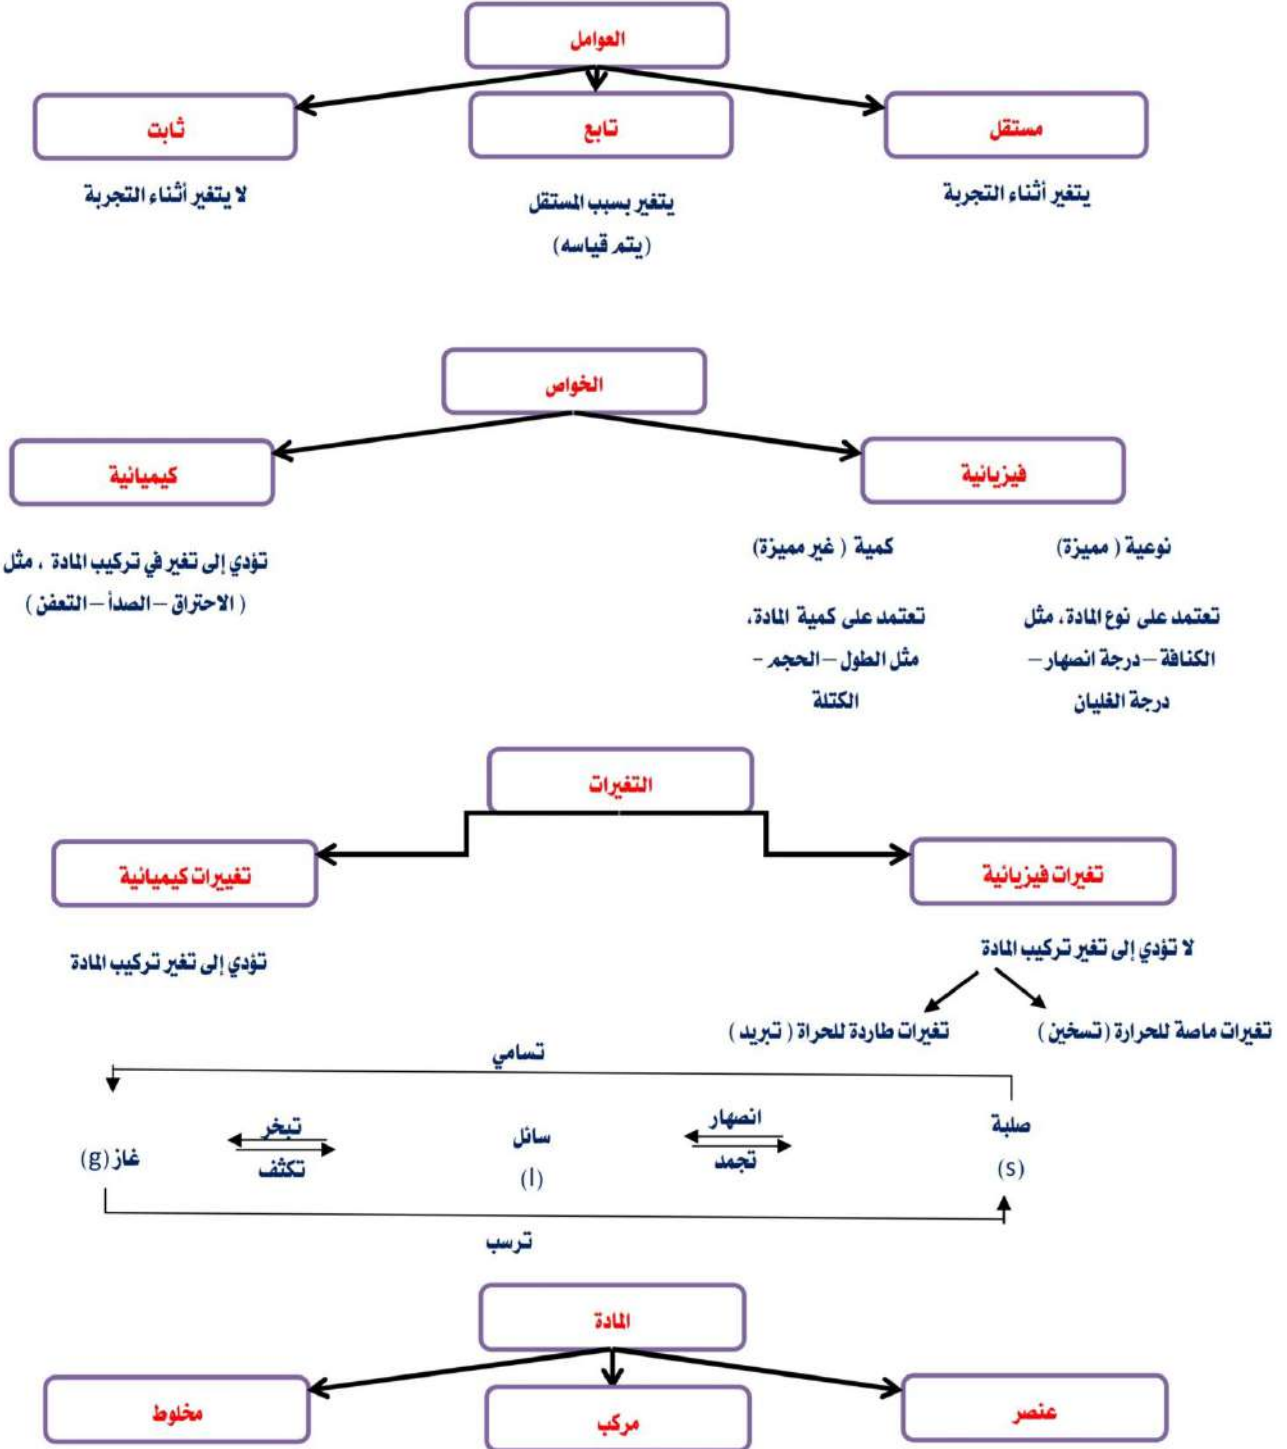 العوامل
مستقل
تابع
ثابت
يتغير أثناء التجربة
يتغير بسبب المستقل
(يتم قياسه)
لا يتغير أثناء التجربة
الخواص
فيزيائية
كيميائية
نوعية ( مميزة)
كمية ( غير مميزة)
تعتمد على نوع المادة، مثل
الكثافة – درجة انصهار –
درجة الغليان
تعتمد على كمية المادة،
مثل الطول – الحجم -
الكتلة
تؤدي إلى تغير في تركيب المادة ، مثل
( الاحتراق – الصدأ – التعفن )
التغيرات
تغيرات فيزيائية
تغييرات كيميائية
لا تؤدي إلى تغير تركيب المادة
تؤدي إلى تغير تركيب المادة
تغيرات ماصة للحرارة ( تسخين )
تغيرات طاردة للحراة ( تبريد )
تسامي
صلبة
(s)
انصهار
تجمد
سائل
(l)
تبخر
تكثف
غاز (g)
ترسب
المادة
عنصر
مركب
مخلوط